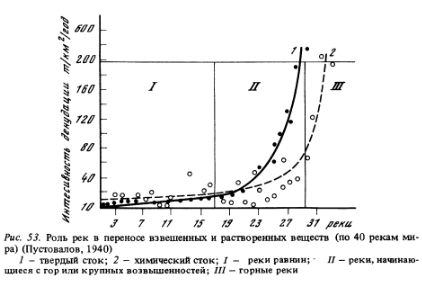 Интенсивность денудации т/км²/год
600
200
160
120
80
40
10
1
2
I
II
III
3
7
11
15
19
23
27
31
реки
Рис. 53. Роль рек в переносе взвешенных и растворенных веществ (по 40 рекам ми-
ра) (Пустовалов, 1940)
1 — твердый сток; 2 — химический сток; I — реки равнин; II — реки, начинаю-
щиеся с гор или крупных возвышенностей; III — горные реки